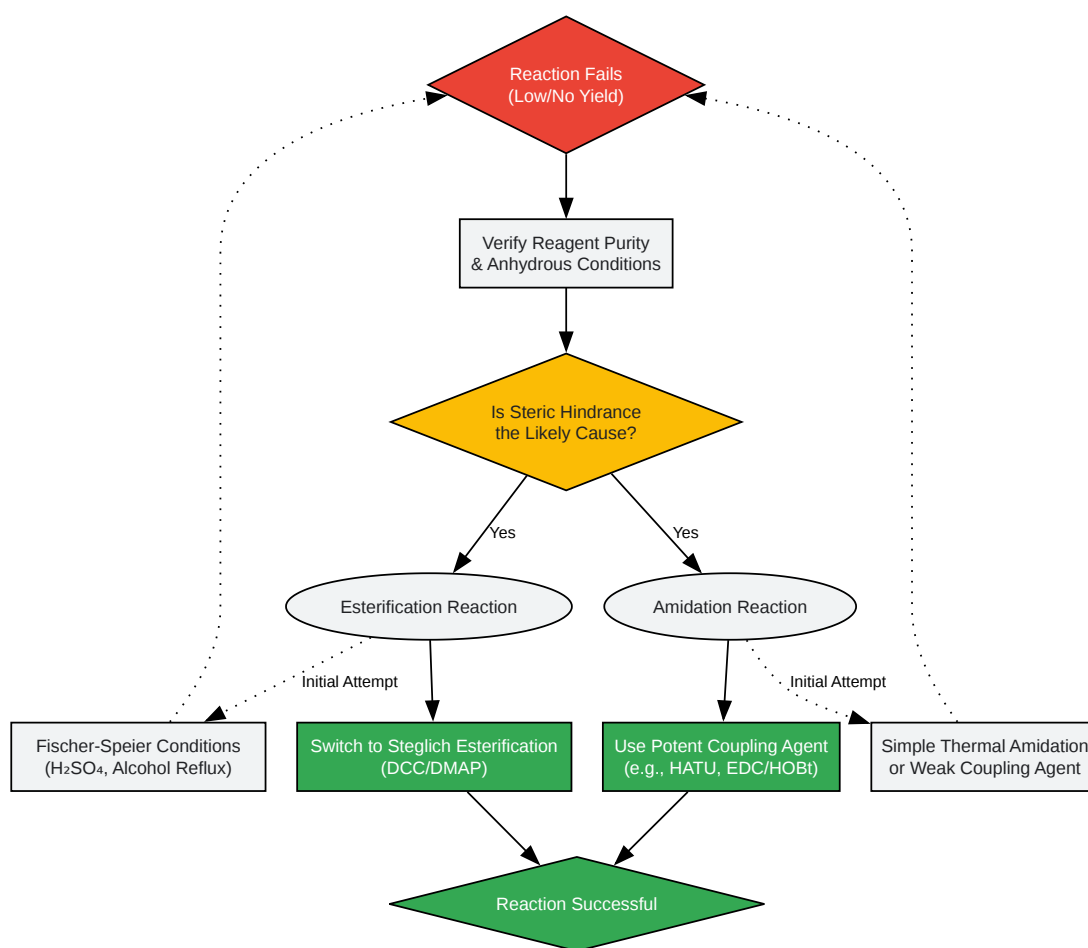 Reaction Fails
(Low/No Yield)
Verify Reagent Purity
& Anhydrous Conditions
Is Steric Hindrance
the Likely Cause?
Yes
Yes
Esterification Reaction
Amidation Reaction
Initial Attempt
Initial Attempt
Fischer-Speier Conditions
(H₂SO₄, Alcohol Reflux)
Switch to Steglich Esterification
(DCC/DMAP)
Use Potent Coupling Agent
(e.g., HATU, EDC/HOBt)
Simple Thermal Amidation
or Weak Coupling Agent
Reaction Successful